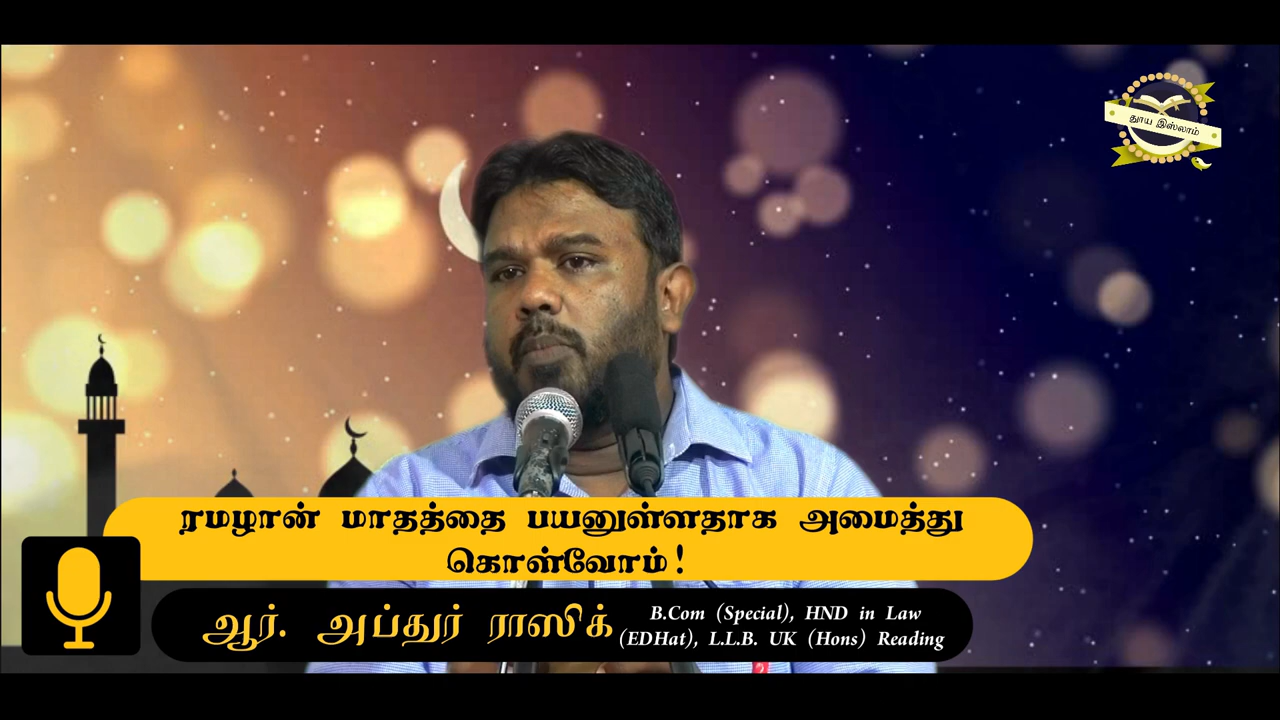 தூய இஸ்லாம்
ரமழான் மாதத்தை பயனுள்ளதாக அமைத்து
கொள்வோம்!
ஆர். அப்துர் ராஸிக்
B.Com (Special), HND in Law
(EDHat), L.L.B. UK (Hons) Reading